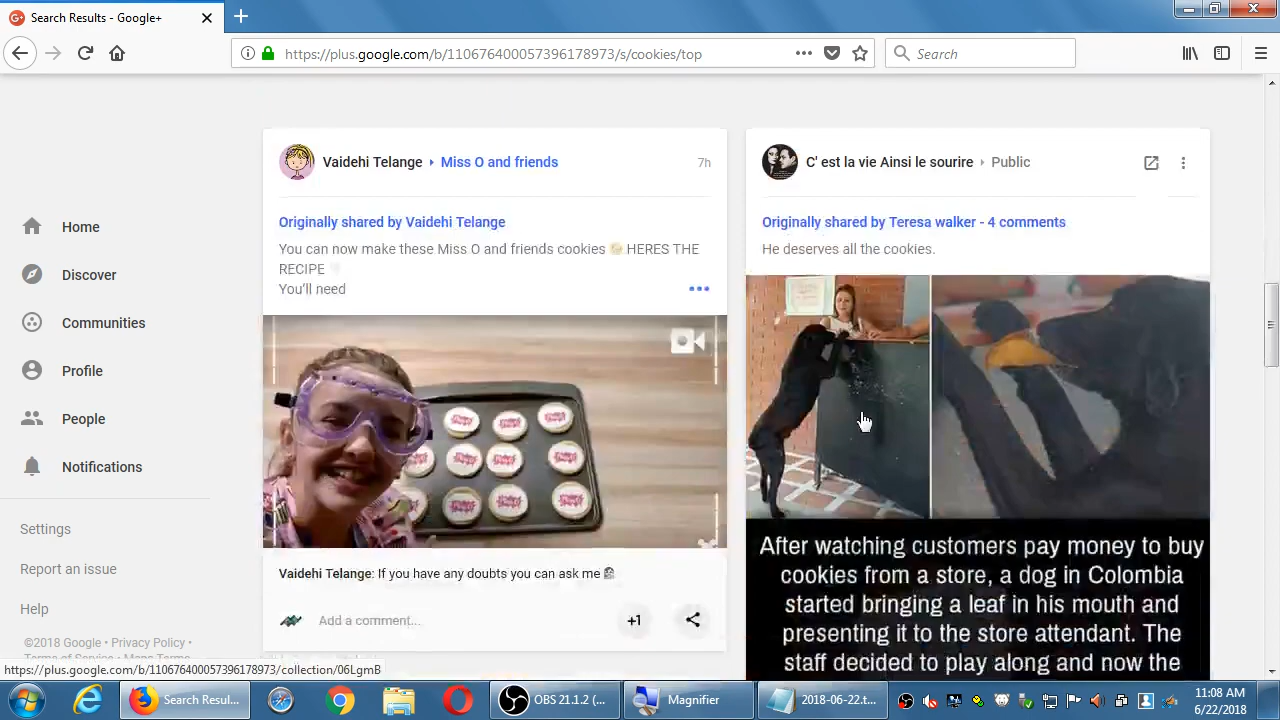 Search Results - Google+
https://plus.google.com/b/110676400057396178973/s/cookies/top
Search
Home
Discover
Communities
Profile
People
Notifications
Settings
Report an issue
Help
©2018 Google • Privacy Policy •
Terms of Service • Maps Terms
Vaidehi Telange
Miss O and friends
7h
Originally shared by Vaidehi Telange
You can now make these Miss O and friends cookies HERES THE
RECIPE
You'll need
Vaidehi Telange: If you have any doubts you can ask me
Add a comment...
+1
C' est la vie Ainsi le sourire
Public
Originally shared by Teresa walker - 4 comments
He deserves all the cookies.
After watching customers pay money to buy
cookies from a store, a dog in Colombia
started bringing a leaf in his mouth and
presenting it to the store attendant. The
staff decided to play along and now the
https://plus.google.com/b/110676400057396178973/collection/06LgmB
Search Resul...
OBS 21.1.2 (...
Magnifier
2018-06-22.t...
11:08 AM
6/22/2018